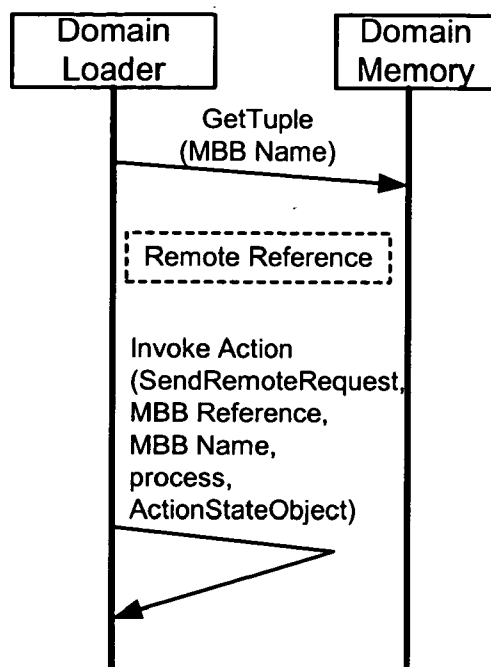 Domain
Loader
Domain
Memory
GetTuple
(MBB Name)
Remote Reference
Invoke Action
(SendRemoteRequest,
MBB Reference,
MBB Name,
process,
ActionStateObject)